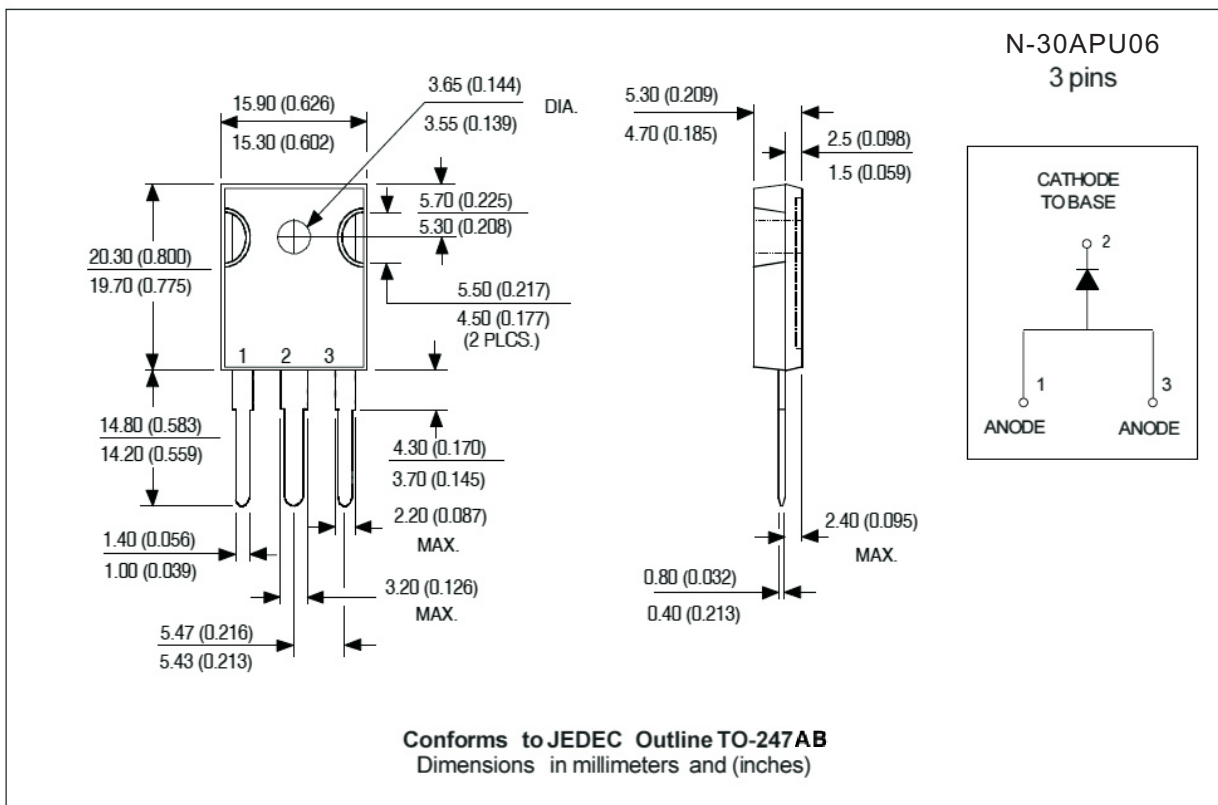 N-30APU06
3 pins
3.65 (0.144)
3.55 (0.139)
DIA.
15.90 (0.626)
15.30 (0.602)
5.30 (0.209)
4.70 (0.185)
2.5 (0.098)
1.5 (0.059)
5.70 (0.225)
5.30 (0.208)
20.30 (0.800)
19.70 (0.775)
5.50 (0.217)
4.50 (0.177)
(2 PLCS.)
1 2 3
14.80 (0.583)
14.20 (0.559)
4.30 (0.170)
3.70 (0.145)
2.20 (0.087)
MAX.
1.40 (0.056)
1.00 (0.039)
3.20 (0.126)
MAX.
5.47 (0.216)
5.43 (0.213)
2.40 (0.095)
MAX.
0.80 (0.032)
0.40 (0.213)
CATHODE
TO BASE
2
1
3
ANODE
ANODE
Conforms to JEDEC Outline TO-247AB
Dimensions in millimeters and (inches)